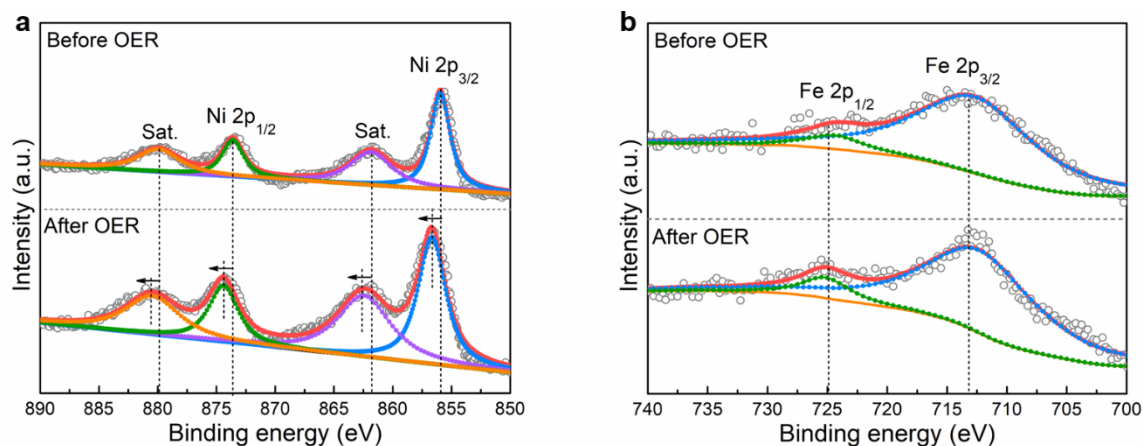 a
Before OER
Ni 2p3/2
Ni 2p1/2
Sat.
Sat.
After OER
Intensity (a.u.)
890 885 880 875 870 865 860 855 850
Binding energy (eV)
b
Before OER
Fe 2p3/2
Fe 2p1/2
After OER
Intensity (a.u.)
740 735 730 725 720 715 710 705 700
Binding energy (eV)